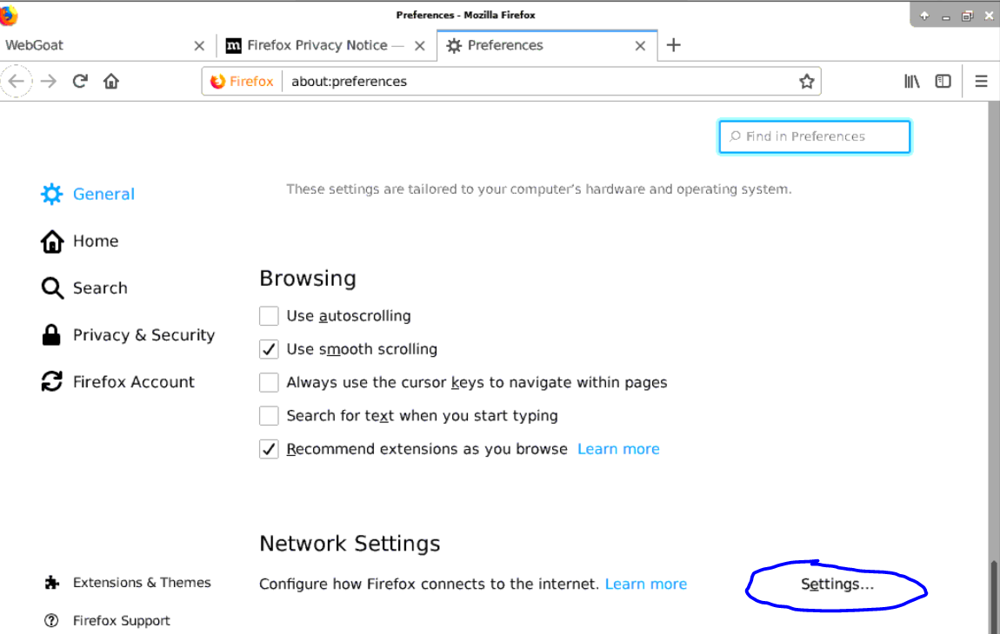 Preferences - Mozilla Firefox
WebGoat
m Firefox Privacy Notice —
Preferences
Firefox
about:preferences
Find in Preferences
These settings are tailored to your computer’s hardware and operating system.
General
Home
Search
Privacy & Security
Firefox Account
Browsing
Use autoscrolling
Use smooth scrolling
Always use the cursor keys to navigate within pages
Search for text when you start typing
Recommend extensions as you browse Learn more
Network Settings
Configure how Firefox connects to the internet. Learn more
Settings...
Extensions & Themes
Firefox Support